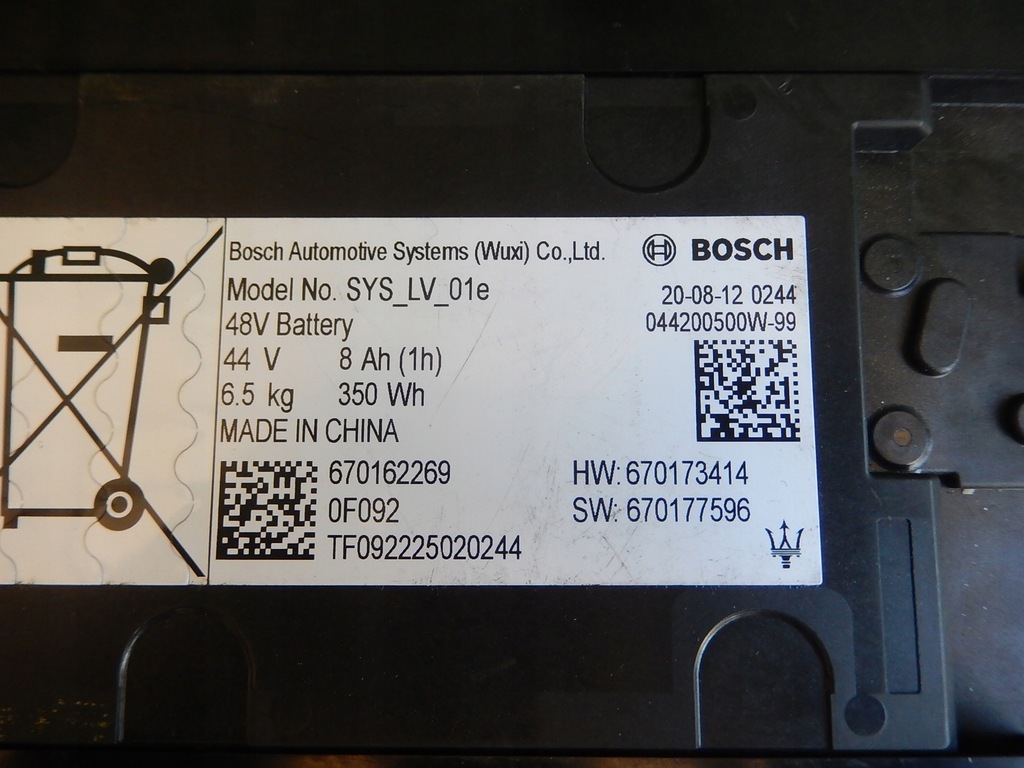 Bosch Automotive Systems (Wuxi) Co.,Ltd.
BOSCH
Model No. SYS_LV_01e
20-08-12 0244
48V Battery
044200500W-99
44 V 8 Ah (1h)
6.5 kg 350 Wh
MADE IN CHINA
670162269
HW: 670173414
0F092
SW: 670177596
TF092225020244